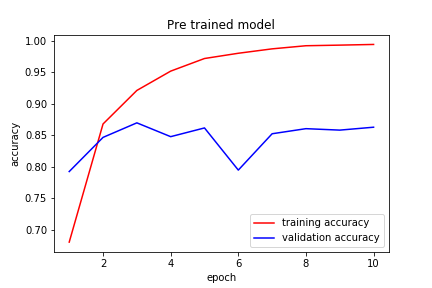 Pre trained model
1.00
0.95
0.90
0.85
0.80
0.75
0.70
accuracy
training accuracy
validation accuracy
2 4 6 8 10
epoch